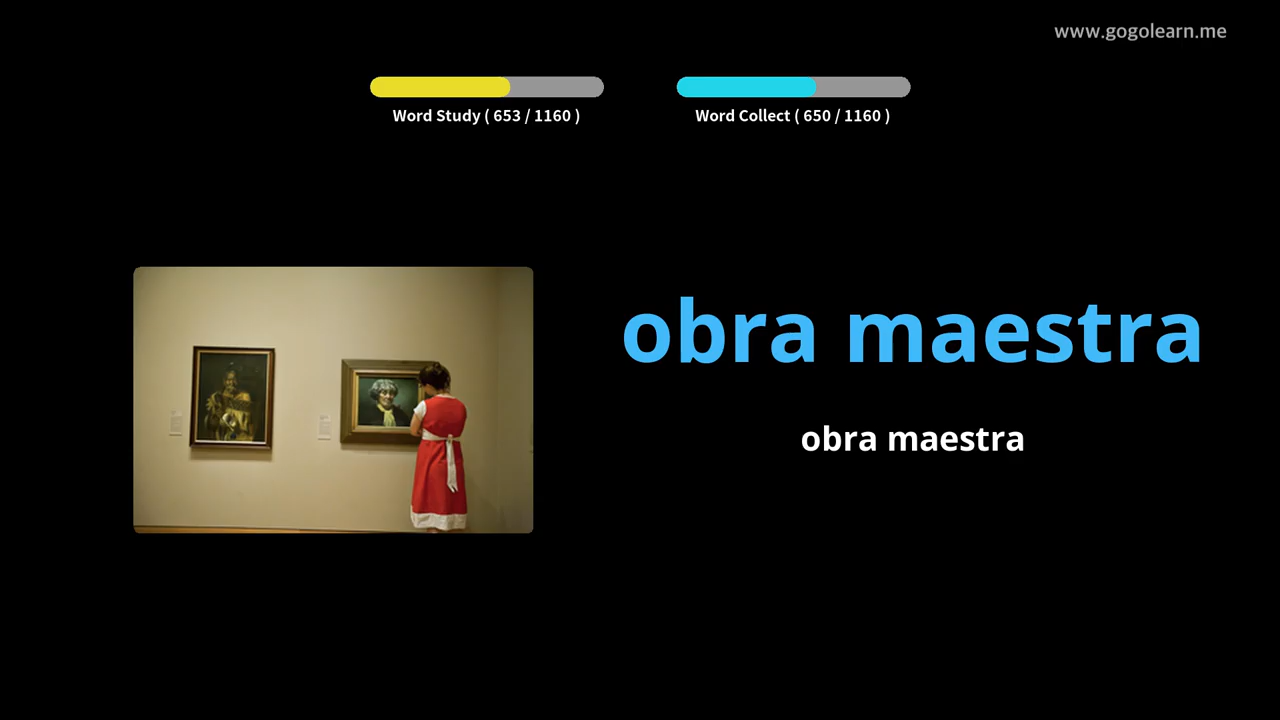 www.gogolearn.me
Word Study ( 653 / 1160 )
Word Collect ( 650 / 1160 )
obra maestra
obra maestra